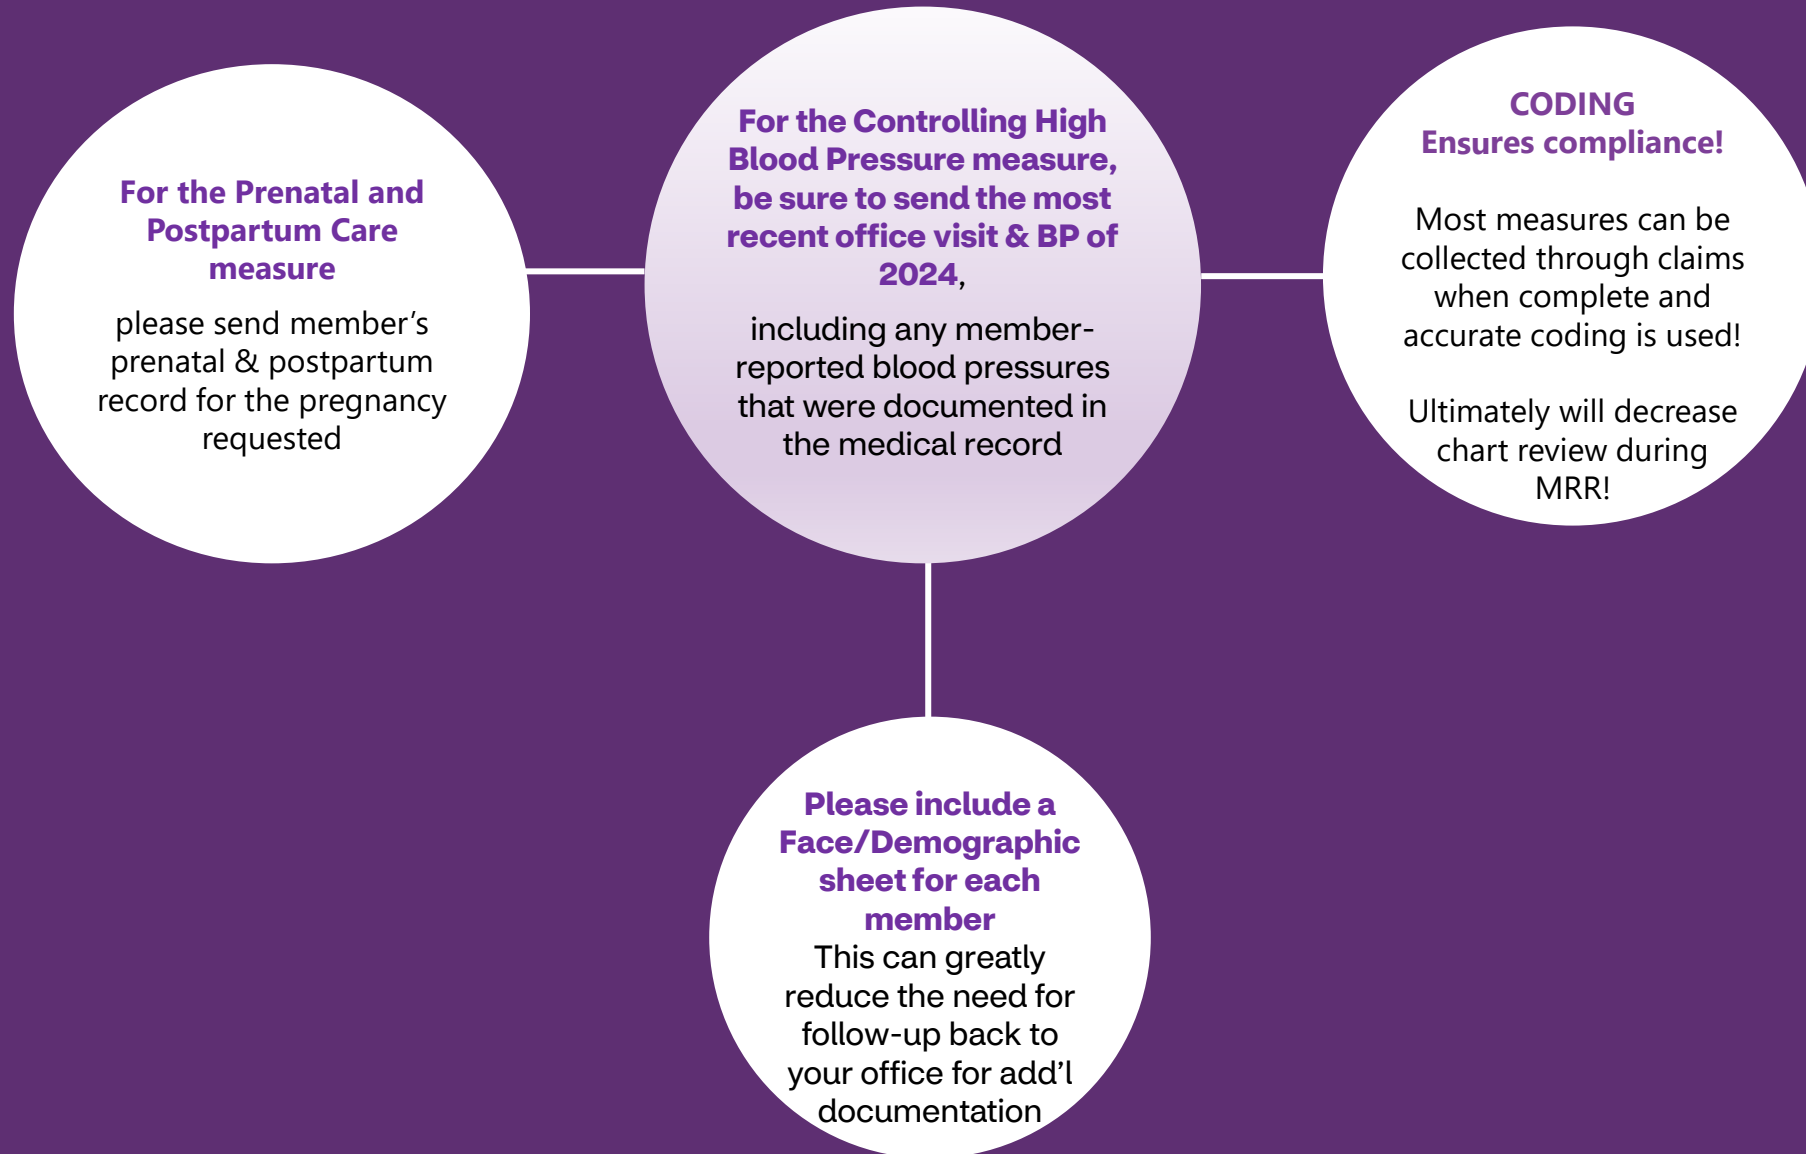 For the Prenatal and
Postpartum Care
measure
please send member’s
prenatal & postpartum
record for the pregnancy
requested
For the Controlling High
Blood Pressure measure,
be sure to send the most
recent office visit & BP of
2024,
including any member-
reported blood pressures
that were documented in
the medical record
CODING
Ensures compliance!
Most measures can be
collected through claims
when complete and
accurate coding is used!
Ultimately will decrease
chart review during
MRR!
Please include a
Face/Demographic
sheet for each
member
This can greatly
reduce the need for
follow-up back to
your office for add’l
documentation